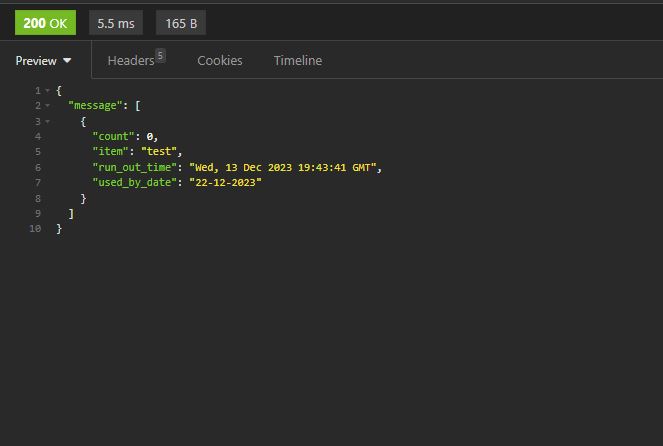 200 OK 5.5 ms 165 B
Preview Headers 5 Cookies Timeline
1 {
2 "message": [
3 {
4 "count": 0,
5 "item": "test",
6 "run_out_time": "Wed, 13 Dec 2023 19:43:41 GMT",
7 "used_by_date": "22-12-2023"
8 }
9 ]
10 }